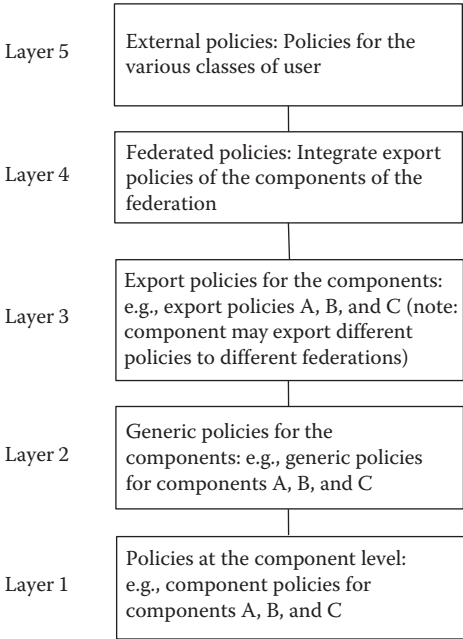 Layer 5
External policies: Policies for the
various classes of user
Layer 4
Federated policies: Integrate export
policies of the components of the
federation
Layer 3
Export policies for the components:
e.g., export policies A, B, and C (note:
component may export different
policies to different federations)
Layer 2
Generic policies for the
components: e.g., generic policies
for components A, B, and C
Layer 1
Policies at the component level:
e.g., component policies for
components A, B, and C